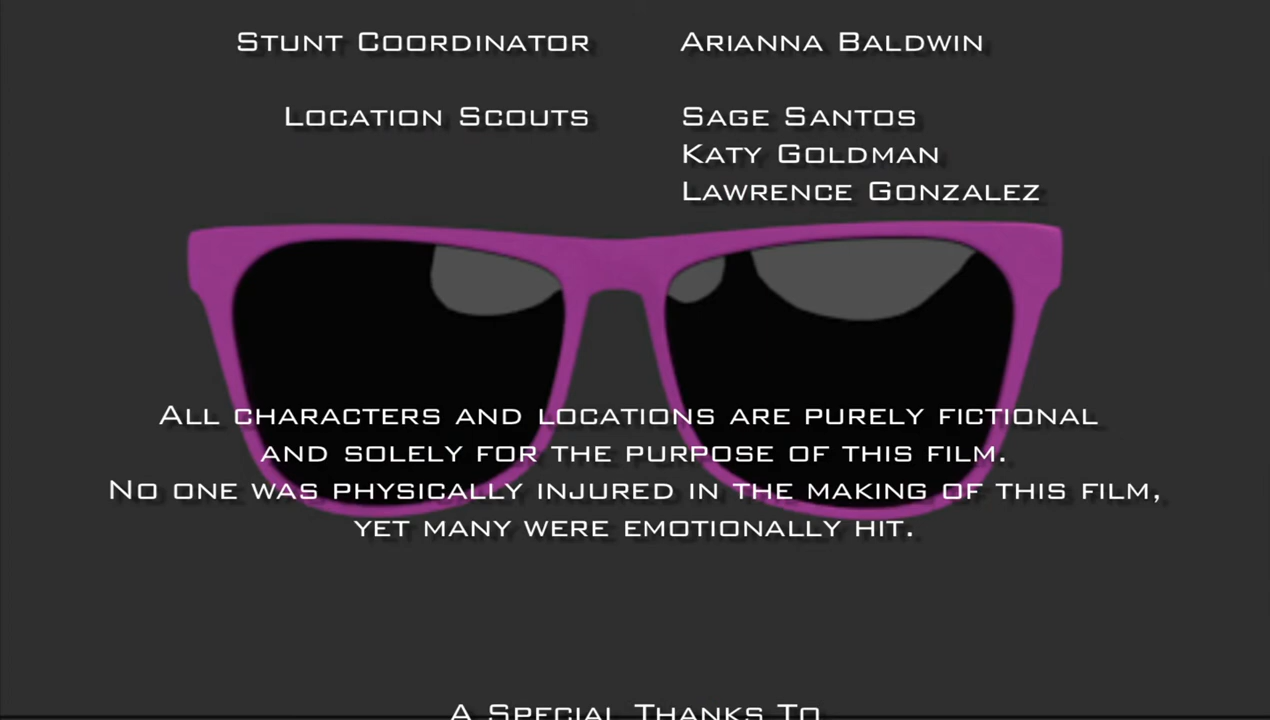 Stunt Coordinator Arianna Baldwin
Location Scouts Sage Santos
Katy Goldman
Lawrence Gonzalez
All characters and locations are purely fictional
and solely for the purpose of this film.
No one was physically injured in the making of this film,
yet many were emotionally hit.
A Special Thanks To